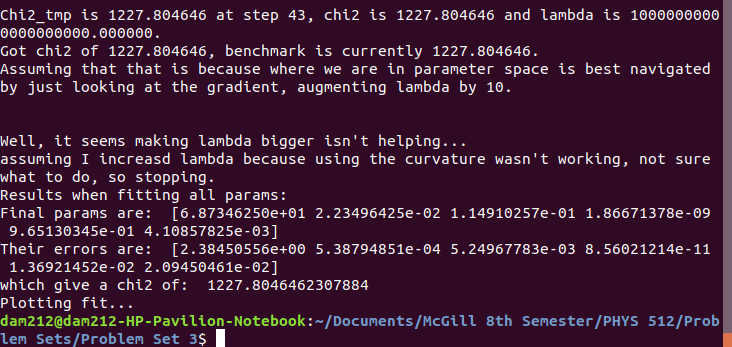 Chi2_tmp is 1227.804646 at step 43, chi2 is 1227.804646 and lambda is 1000000000
0000000000.000000.
Got chi2 of 1227.804646, benchmark is currently 1227.804646.
Assuming that that is because where we are in parameter space is best navigated
by just looking at the gradient, augmenting lambda by 10.
Well, it seems making lambda bigger isn't helping...
assuming I increasd lambda because using the curvature wasn't working, not sure
what to do, so stopping.
Results when fitting all params:
Final params are:  [6.87346250e+01 2.23496425e-02 1.14910257e-01 1.86671378e-09
 9.65130345e-01 4.10857825e-03]
Their errors are:  [2.38450556e+00 5.38794851e-04 5.24967783e-03 8.56021214e-11
 1.36921452e-02 2.09450461e-02]
which give a chi2 of:  1227.8046462307884
Plotting fit...
dam212@dam212-HP-Pavilion-Notebook:~/Documents/McGill 8th Semester/PHYS 512/Prob
lem Sets/Problem Set 3$